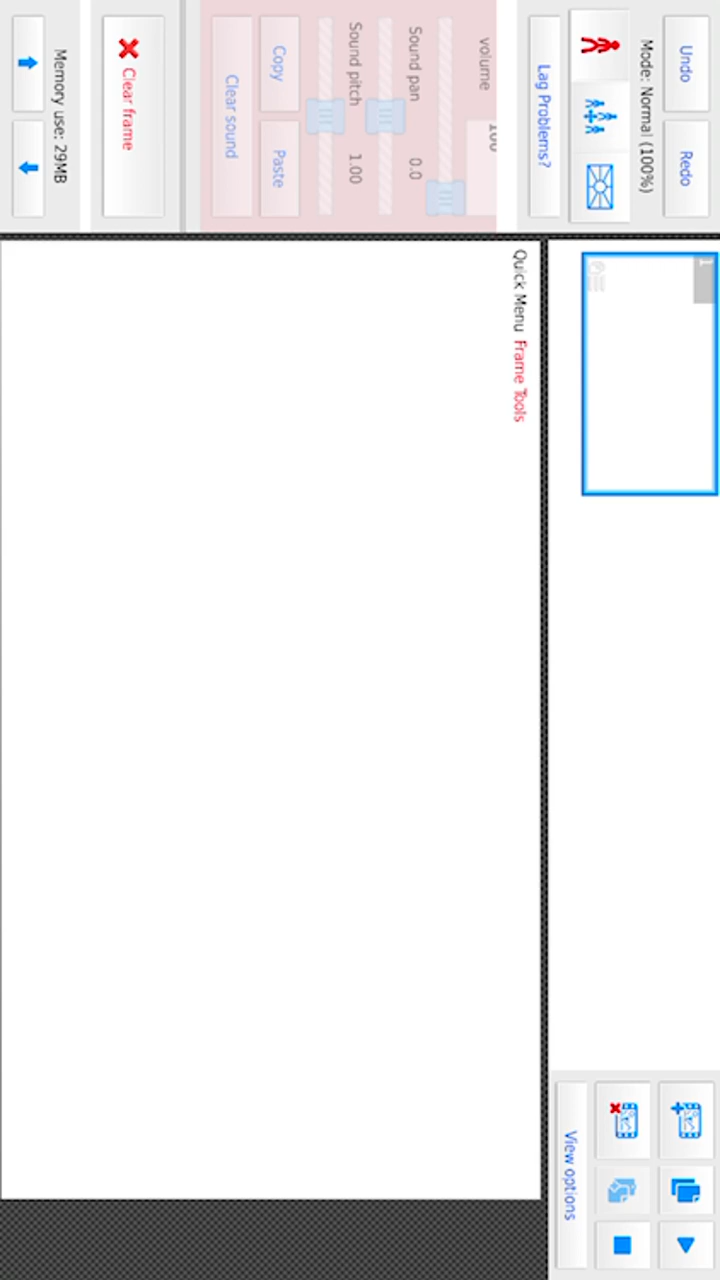 1
View options
Undo
Redo
Mode: Normal (100%)
Lag Problems?
Quick Menu Frame Tools
volume
Sound pan
0.0
Sound pitch
1.00
Copy
Paste
Clear sound
Clear frame
Memory use: 29MB